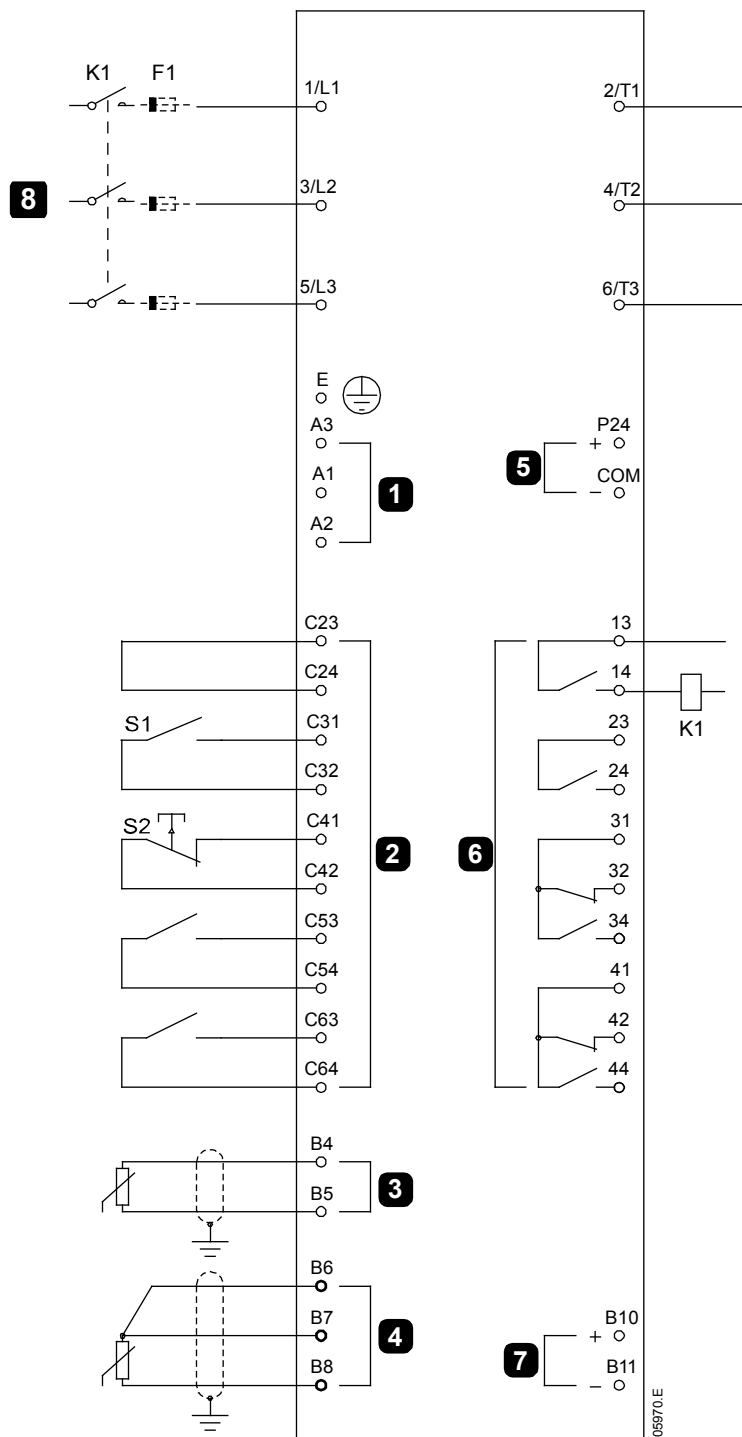 K1 F1
1/L1 2/T1
8 3/L2 4/T2
5/L3 6/T3
E
A3 P24
1 5 +
A1 COM
−
A2
C23 13
C24 14
K1
S1 C31 23
C32 24
S2 C41 31
2 6
C42 32
C53 34
C54 41
C63 42
C64 44
B4
3
B5
B6
B7 B10
4 7 +
B8 B11
−
05970.E